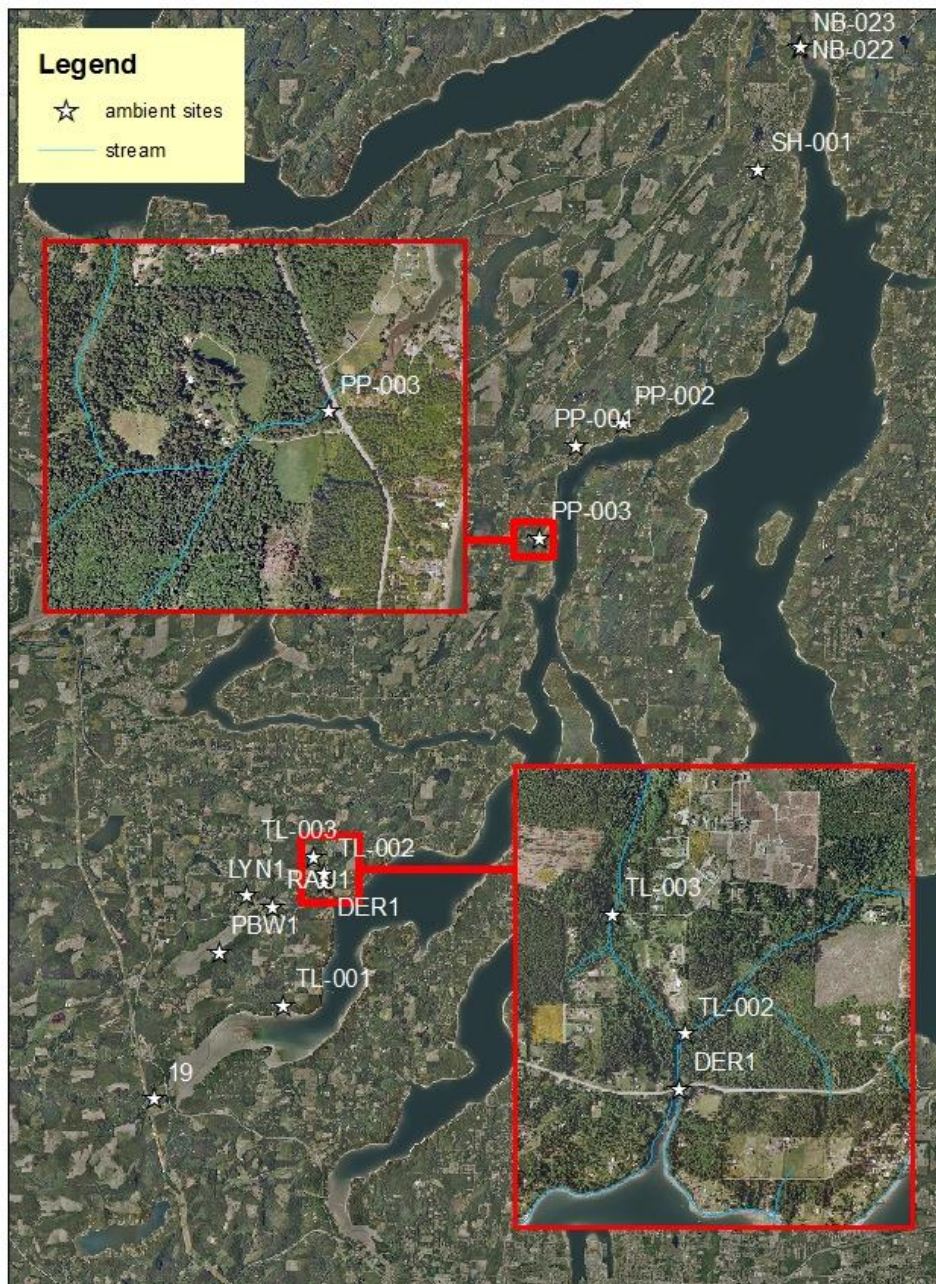 Legend
ambient sites
stream
NB-023
NB-022
SH-001
PP-003
PP-002
PP-001
PP-003
TL-003
TL-002
LYN1
RAU1
DER1
PBW1
TL-001
19
TL-003
TL-002
DER1